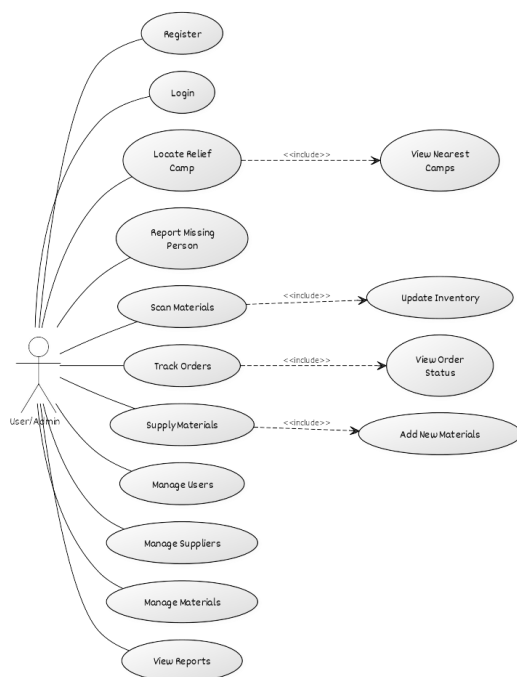 Register
Login
Locate Relief
Camp
<<include>>
View Nearest
Camps
Report Missing
Person
Scan Materials
<<include>>
Update Inventory
Track Orders
<<include>>
View Order
Status
User/Admin
Supply Materials
<<include>>
Add New Materials
Manage Users
Manage Suppliers
Manage Materials
View Reports